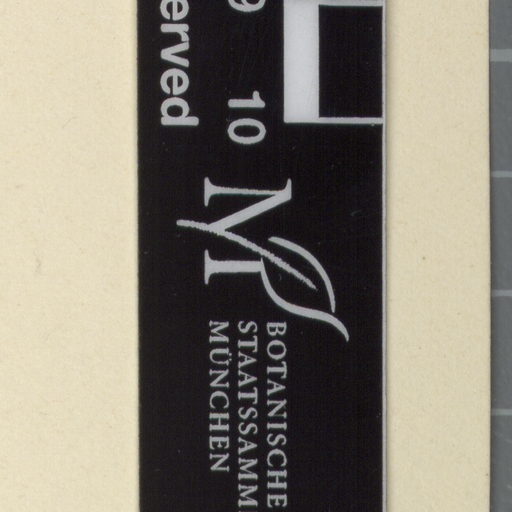 9 10
erved
M
BOTANISCHE
STAATSSAMM
MÜNCHEN